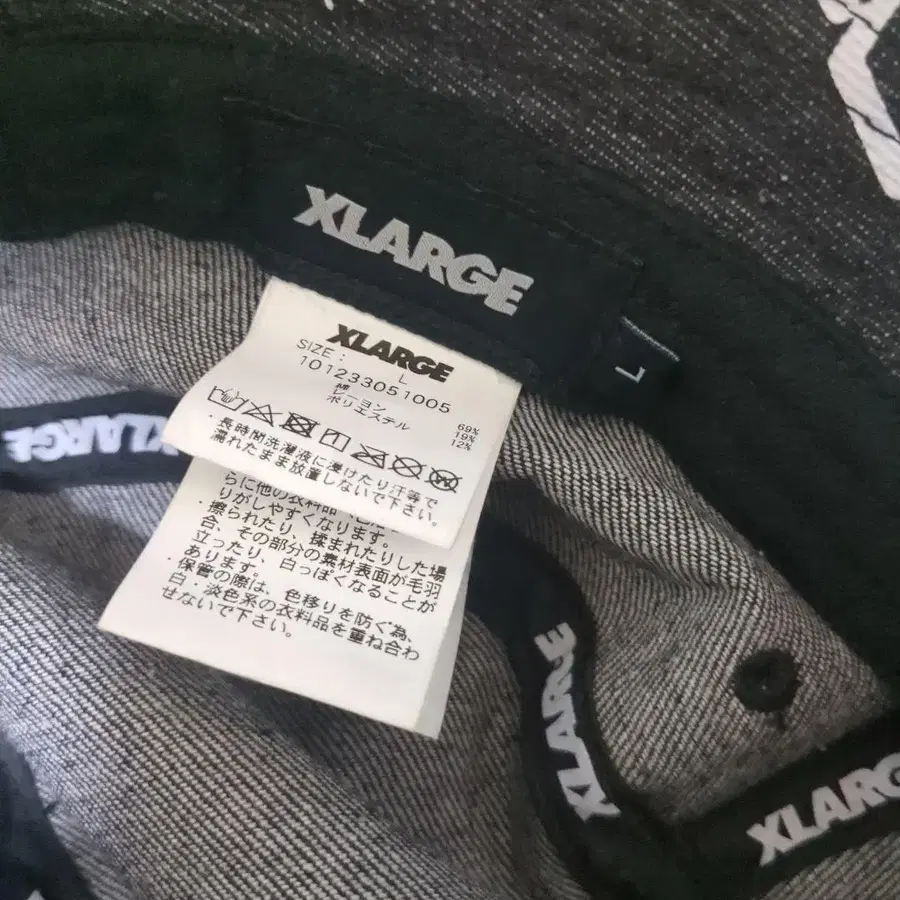 XLARGE
L
XLARGE
SIZE : L
101233051005
綿 69%
レーヨン 19%
ポリエステル 12%
長時間洗濯液に浸けたり汗等で
濡れたまま放置しないで下さい。
らに他の衣料品
りがしやすくなります。
・擦られたり、揉まれたりした場
合、その部分の素材表面が毛羽
立ったり、白っぽくなることが
あります。
・保管の際は、色移りを防ぐ為、
白・淡色系の衣料品を重ね合わ
せないで下さい。
XLARGE
XLARGE
XLARGE